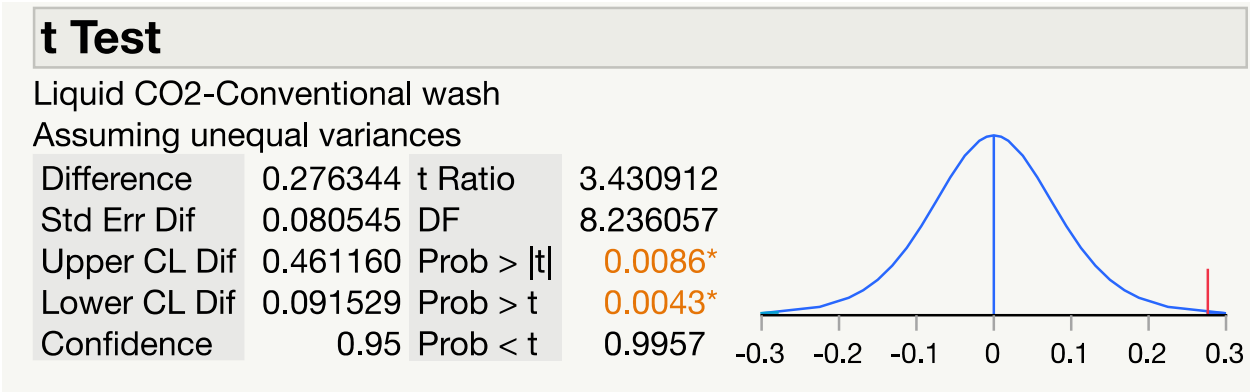 t Test
Liquid CO2-Conventional wash
Assuming unequal variances
Difference 0.276344 t Ratio 3.430912
Std Err Dif 0.080545 DF 8.236057
Upper CL Dif 0.461160 Prob > |t| 0.0086*
Lower CL Dif 0.091529 Prob > t 0.0043*
Confidence 0.95 Prob < t 0.9957
-0.3 -0.2 -0.1 0 0.1 0.2 0.3